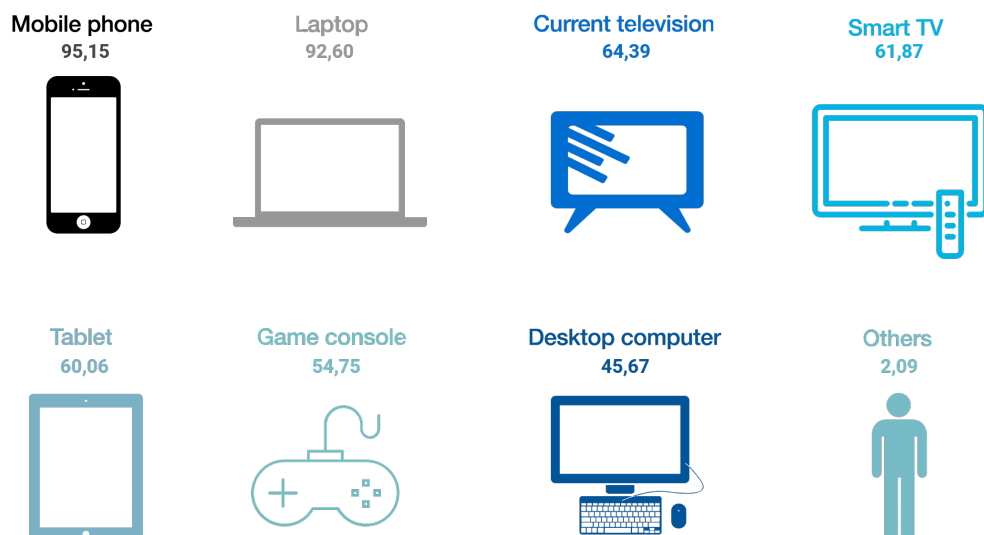 Mobile phone
95,15
Laptop
92,60
Current television
64,39
Smart TV
61,87
Tablet
60,06
Game console
54,75
Desktop computer
45,67
Others
2,09